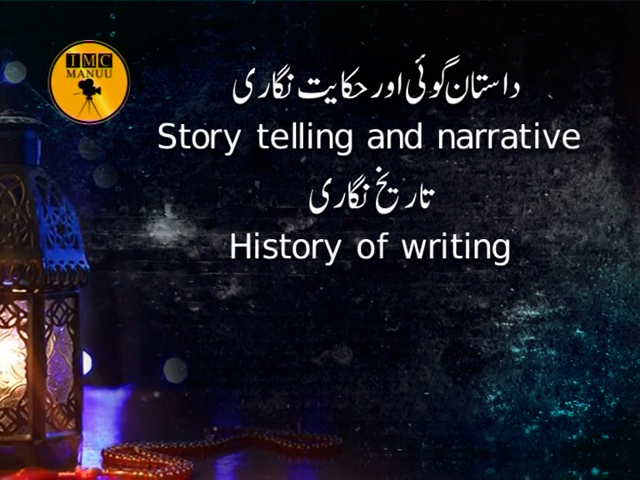 IMC
MANUU
داستان گوئی اور حکایت نگاری
Story telling and narrative
تاریخ نگاری
History of writing